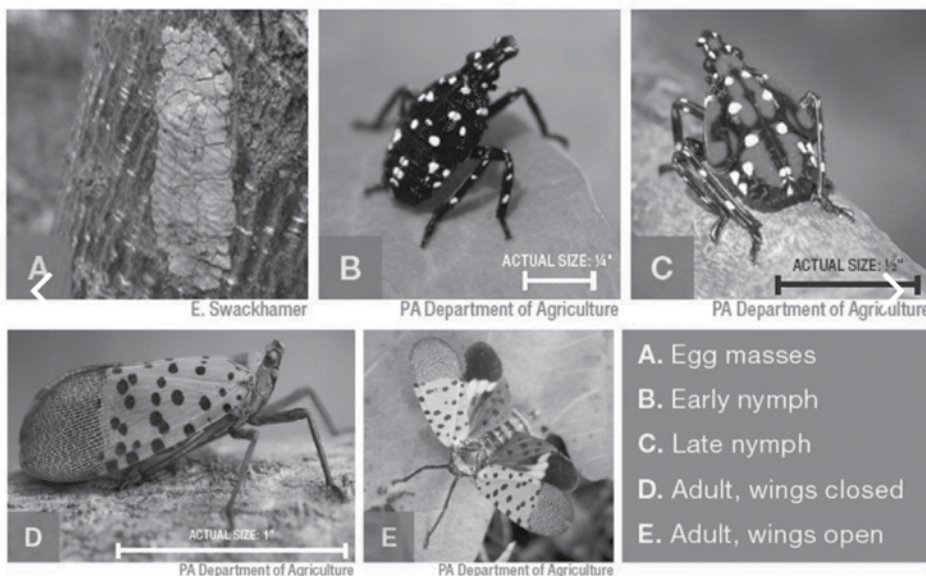 A
E. Swackhamer
B
ACTUAL SIZE: ¼"
PA Department of Agriculture
C
ACTUAL SIZE: ½"
PA Department of Agriculture
D
ACTUAL SIZE: 1"
PA Department of Agriculture
E
PA Department of Agriculture
A. Egg masses
B. Early nymph
C. Late nymph
D. Adult, wings closed
E. Adult, wings open